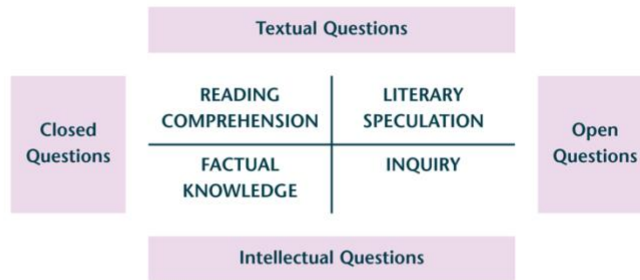 Textual Questions
Closed
Questions
READING
COMPREHENSION
LITERARY
SPECULATION
FACTUAL
KNOWLEDGE
INQUIRY
Open
Questions
Intellectual Questions